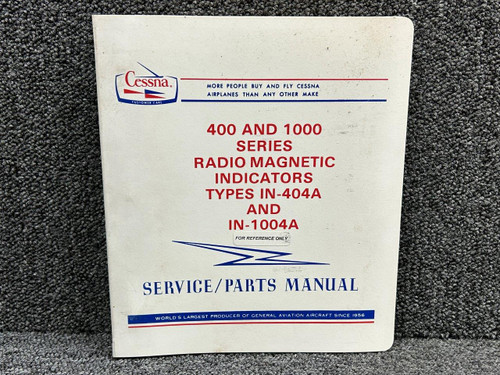 Cessna
CUSTOMER CARE
MORE PEOPLE BUY AND FLY CESSNA
AIRPLANES THAN ANY OTHER MAKE
400 AND 1000
SERIES
RADIO MAGNETIC
INDICATORS
TYPES IN-404A
AND
IN-1004A
FOR REFERENCE ONLY
SERVICE/PARTS MANUAL
WORLD'S LARGEST PRODUCER OF GENERAL AVIATION AIRCRAFT SINCE 1956